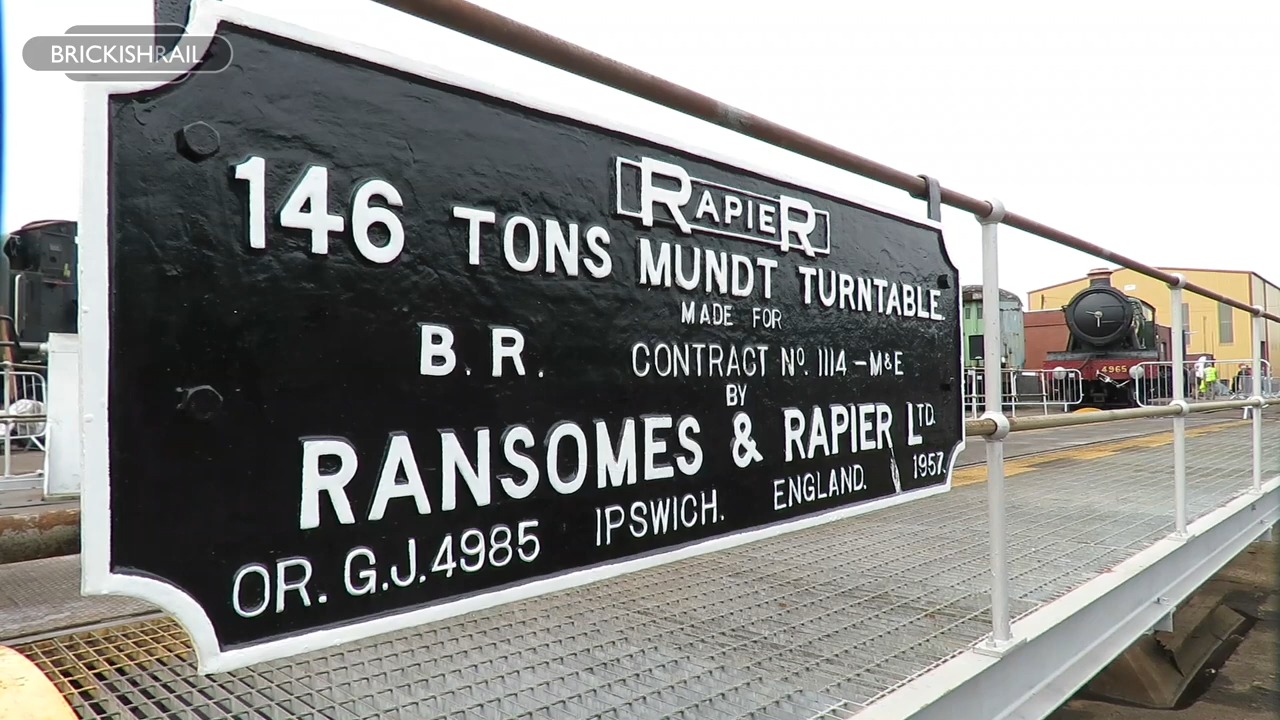 BRICKISHRAIL
RAPIER
146 TONS MUNDT TURNTABLE.
MADE FOR
B.R. CONTRACT Nº. 1114 - M&E
BY
RANSOMES & RAPIER LTD.
OR. G.J. 4985 IPSWICH. ENGLAND. 1957.
4965